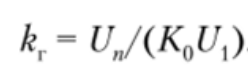 kг = Un/(K0U1),